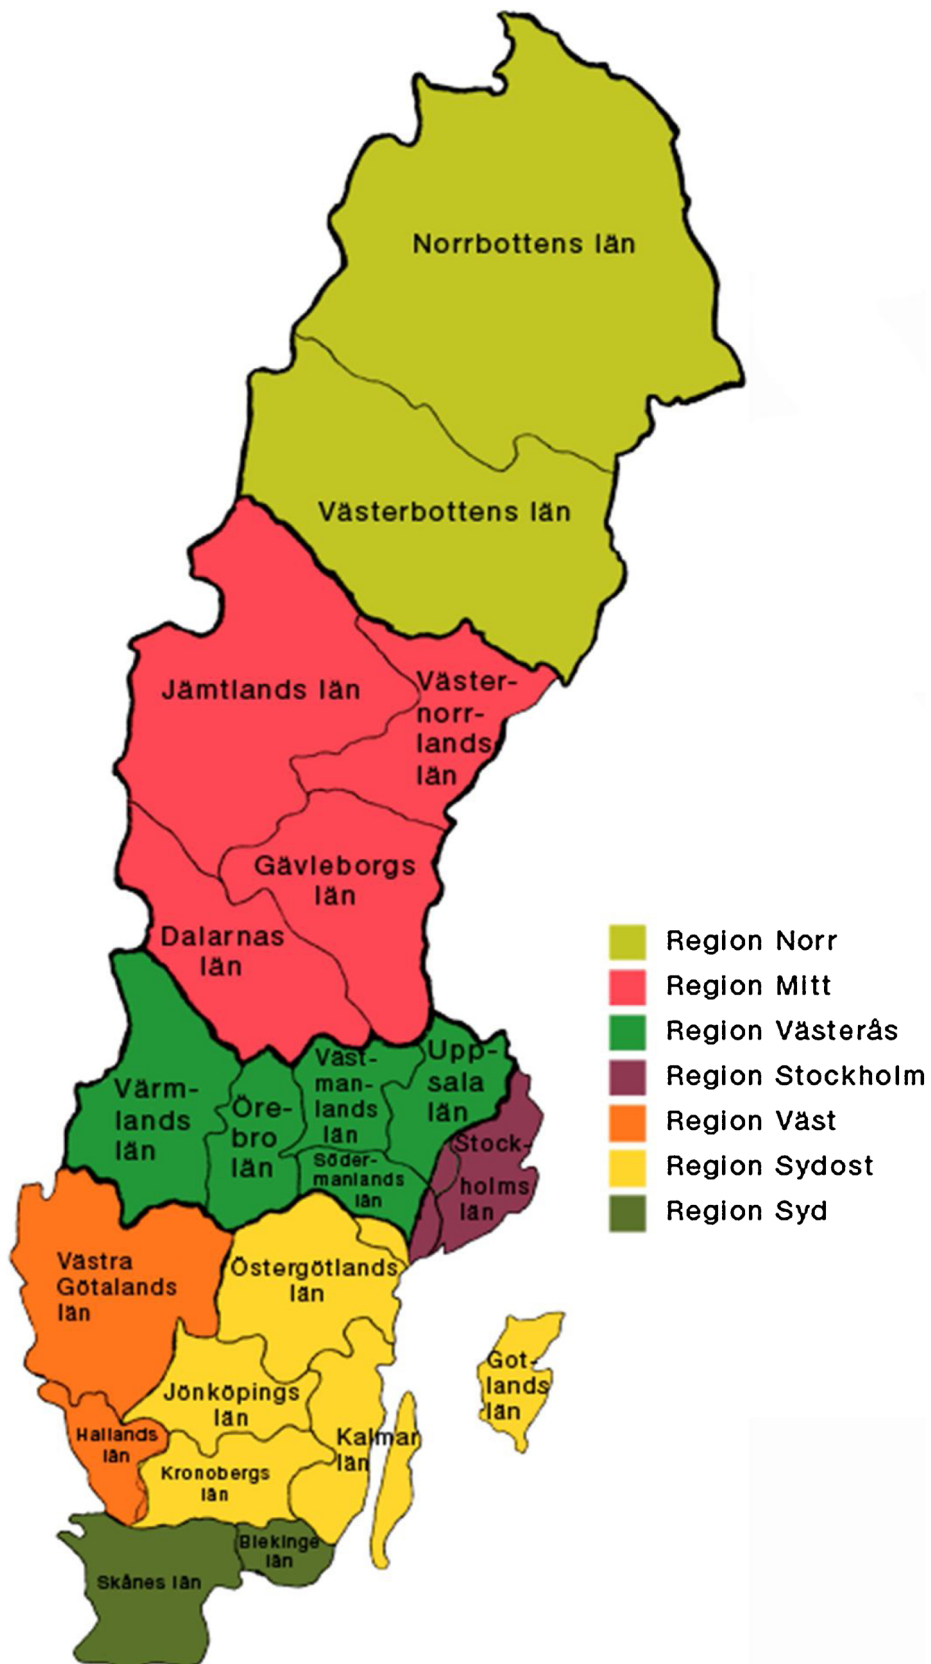 Norrbottens län
Västerbottens län
Jämtlands län
Väster-
norr-
lands
län
Gävleborgs
län
Dalarnas
län
Region Norr
Region Mitt
Region Västerås
Region Stockholm
Region Väst
Region Sydost
Region Syd
Värm-
lands
län
Öre-
bro
län
Väst-
man-
lands
län
Upp-
sala
län
Söder-
manlands
län
Stock-
holms
län
Västra
Götalands
län
Östergötlands
län
Got-
lands
län
Jönköpings
län
Hallands
län
Kalmar
län
Kronobergs
län
Blekinge
län
Skånes län